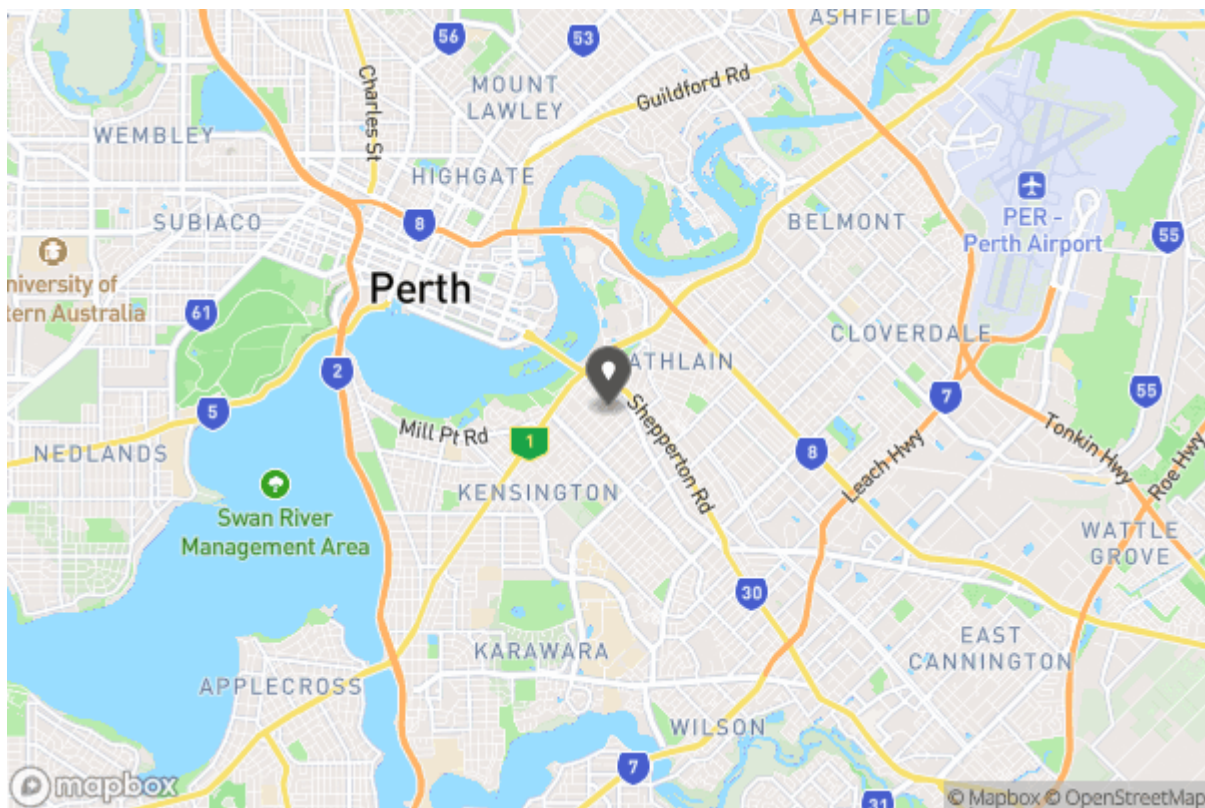 ASHFIELD
56
53
MOUNT
LAWLEY
Guildford Rd
Charles St
WEMBLEY
HIGHGATE
SUBIACO
8
BELMONT
PER -
Perth Airport
55
niversity of
tern Australia
61
Perth
CLOVERDALE
ATHLAIN
2
5
7
55
Mill Pt Rd
1
Shepperton Rd
Tonkin Hwy
NEDLANDS
8
Leach Hwy
Roe Hwy
KENSINGTON
Swan River
Management Area
WATTLE
GROVE
30
KARAWARA
EAST
CANNINGTON
APPLECROSS
WILSON
7
31
mapbox
© Mapbox © OpenStreetMap